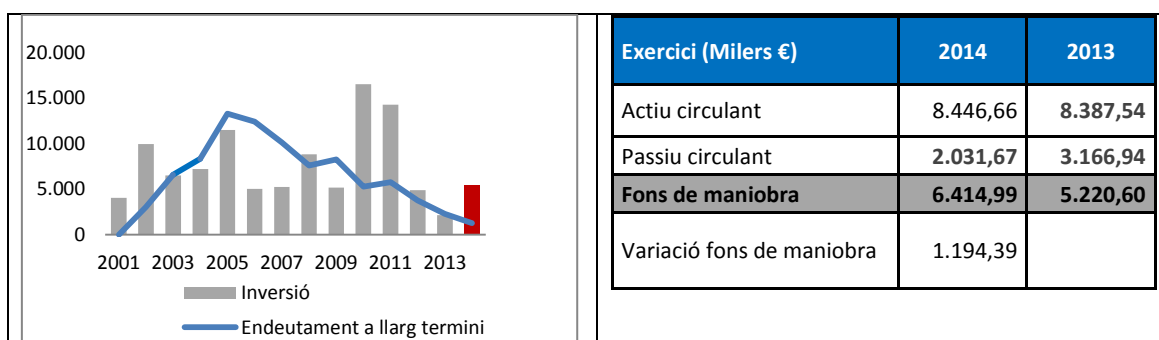 20.000
15.000
10.000
5.000
0
2001 2003 2005 2007 2009 2011 2013
Inversió
Endeutament a llarg termini
Exercici (Milers €) 2014 2013
Actiu circulant 8.446,66 8.387,54
Passiu circulant 2.031,67 3.166,94
Fons de maniobra 6.414,99 5.220,60
Variació fons de maniobra 1.194,39